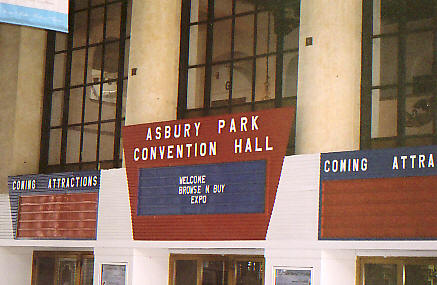 ASBURY PARK
CONVENTION HALL
WELCOME
BROWSE N BUY
EXPO
COMING ATTRACTIONS
COMING ATTRA